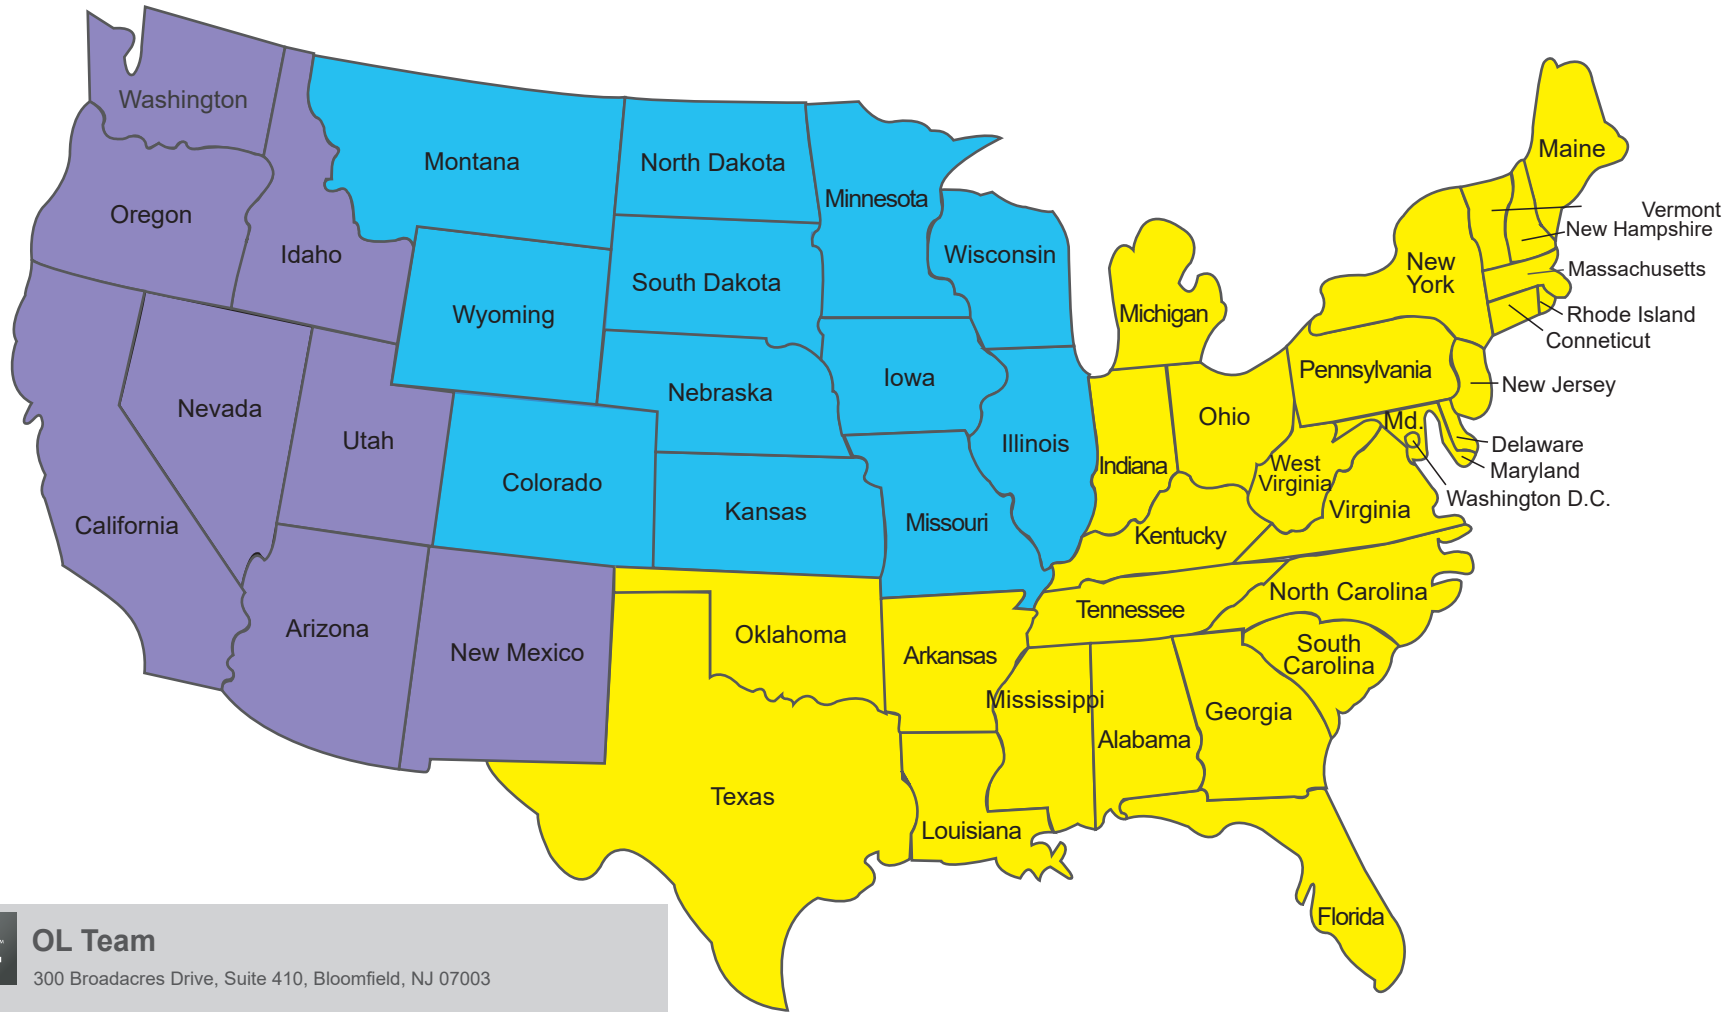 Washington
Oregon
Idaho
Montana
North Dakota
Minnesota
Wisconsin
Michigan
Maine
Vermont
New Hampshire
Massachusetts
Rhode Island
Conneticut
New
York
Pennsylvania
New Jersey
Md.
Delaware
Maryland
Washington D.C.
Wyoming
South Dakota
Nebraska
Iowa
Illinois
Indiana
Ohio
West
Virginia
Virginia
Nevada
Utah
Colorado
Kansas
Missouri
Kentucky
California
Arizona
New Mexico
Oklahoma
Arkansas
Tennessee
North Carolina
South
Carolina
Mississippi
Alabama
Georgia
Texas
Louisiana
Florida
OL Team
300 Broadacres Drive, Suite 410, Bloomfield, NJ 07003